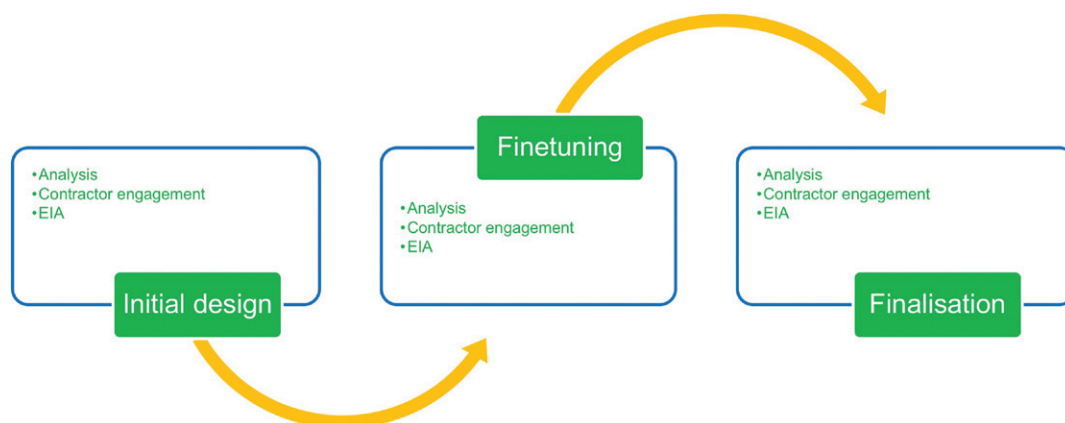 •Analysis
•Contractor engagement
•EIA
Initial design
Finetuning
•Analysis
•Contractor engagement
•EIA
•Analysis
•Contractor engagement
•EIA
Finalisation